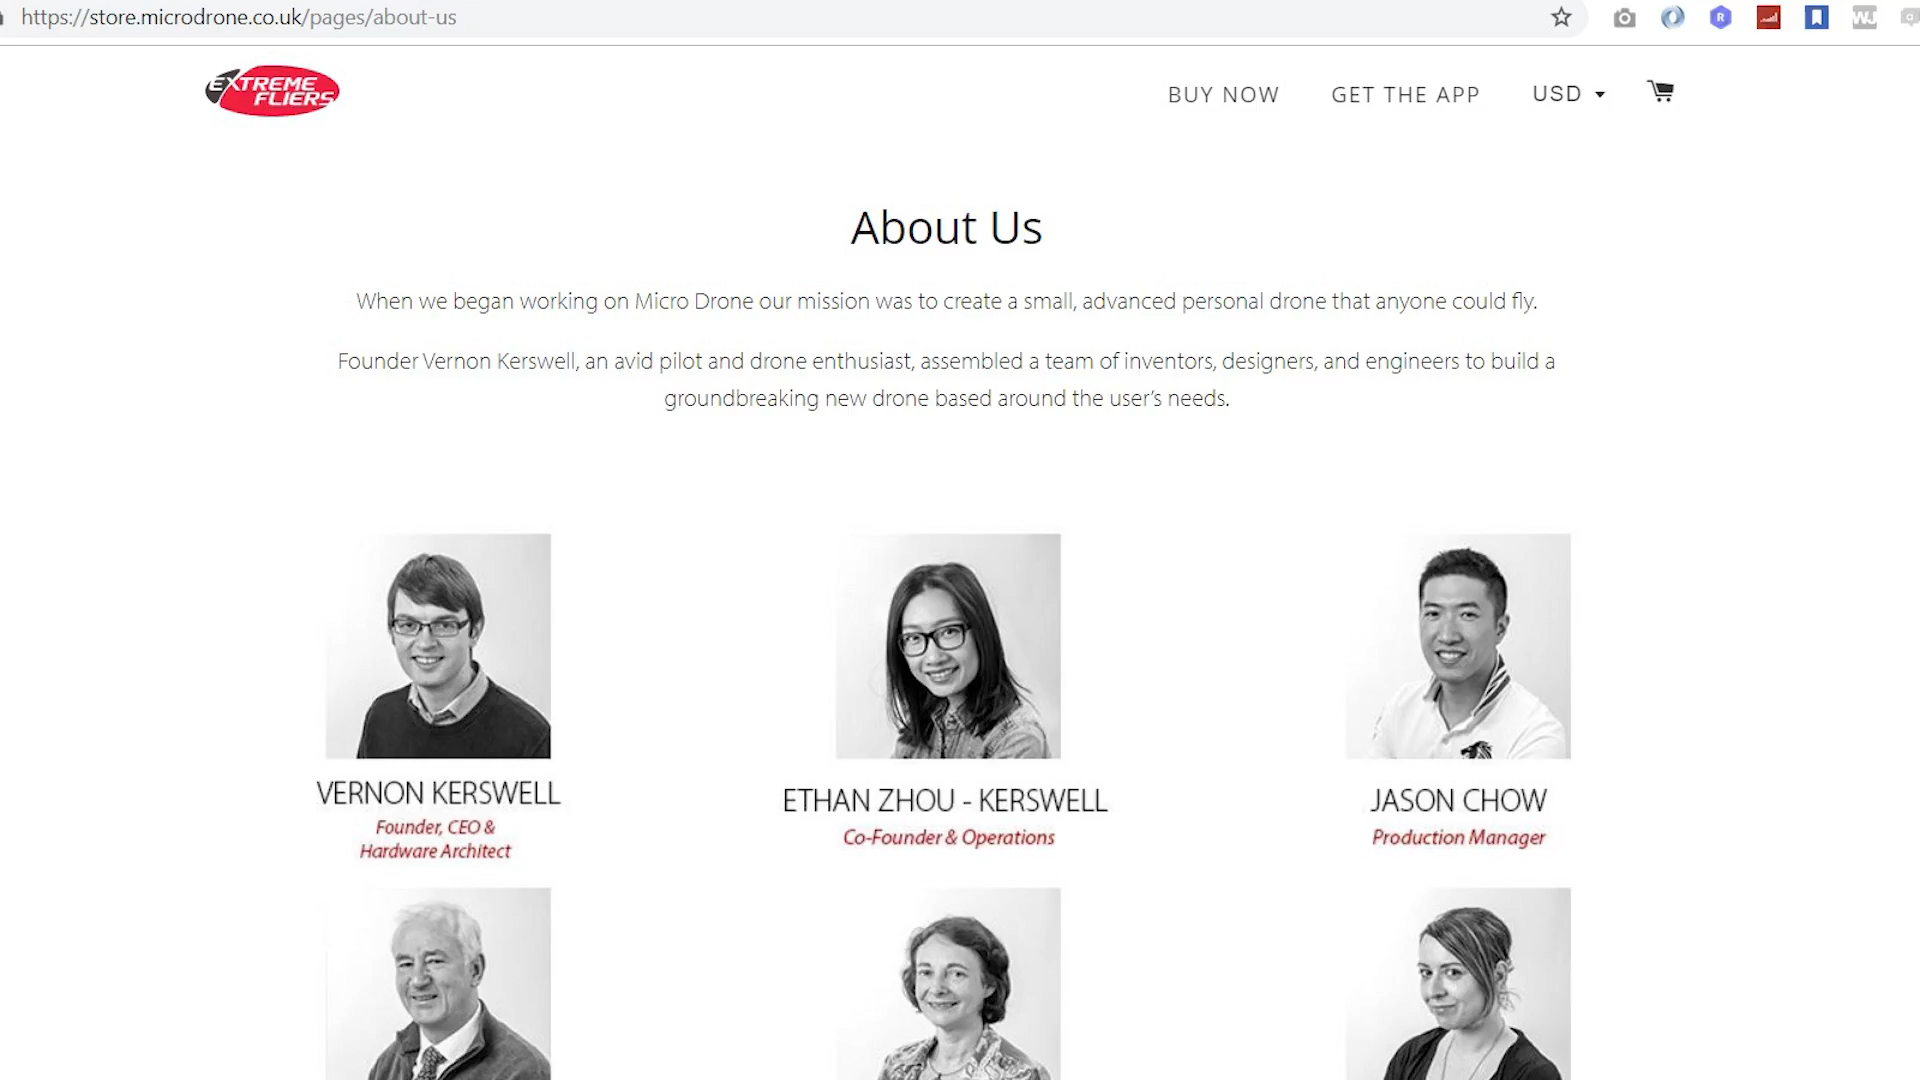 https://store.microdrone.co.uk/pages/about-us
EXTREME
FLIERS
BUY NOW
GET THE APP
USD
About Us
When we began working on Micro Drone our mission was to create a small, advanced personal drone that anyone could fly.
Founder Vernon Kerswell, an avid pilot and drone enthusiast, assembled a team of inventors, designers, and engineers to build a
groundbreaking new drone based around the user’s needs.
VERNON KERSWELL
Founder, CEO &
Hardware Architect
ETHAN ZHOU - KERSWELL
Co-Founder & Operations
JASON CHOW
Production Manager